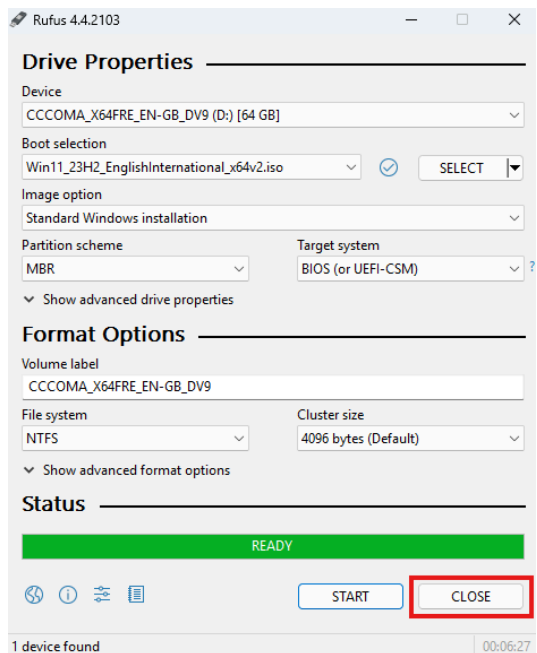 Rufus 4.4.2103
Drive Properties
Device
CCCOMA_X64FRE_EN-GB_DV9 (D:) [64 GB]
Boot selection
Win11_23H2_EnglishInternational_x64v2.iso
SELECT
Image option
Standard Windows installation
Partition scheme
Target system
MBR
BIOS (or UEFI-CSM)
?
Show advanced drive properties
Format Options
Volume label
CCCOMA_X64FRE_EN-GB_DV9
File system
Cluster size
NTFS
4096 bytes (Default)
Show advanced format options
Status
READY
START
CLOSE
1 device found
00:06:27